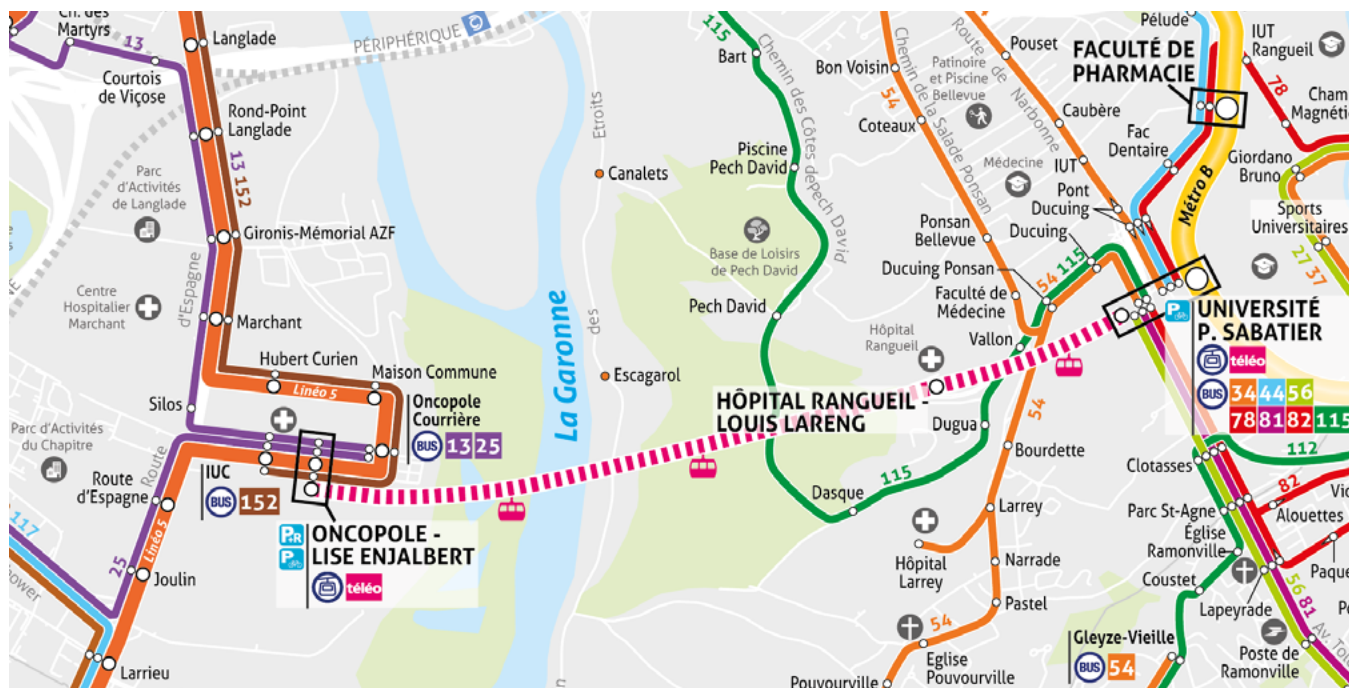 Ch. des
Martyrs
13
Courtois
de Viçose
Langlade
PÉRIPHÉRIQUE
Rond-Point
Langlade
13 152
Parc
d'Activités
de Langlade
Gironis-Mémorial AZF
d'Espagne
Centre
Hospitalier
Marchant
Marchant
Hubert Curien
Linéo 5
Maison Commune
Silos
Oncopole
Courrière
BUS 13 25
Parc d'Activités
du Chapitre
Route
d'Espagne
Route
IUC
BUS 152
P+R ONCOPOLE -
P LISE ENJALBERT
téléo
117
25
Linéo 5
Joulin
Larrieu
La Garonne
Etroits
des
Canalets
Escagarol
115
Bart
Chemin des Côtes de Pech David
Piscine
Pech David
Base de Loisirs
de Pech David
Pech David
HÔPITAL RANGUEIL -
LOUIS LARENG
Hôpital
Rangueil
Dasque
115
Dugua
Vallon
Bon Voisin
54
Coteaux
Chemin de la Salade Ponsan
Patinoire
et Piscine
Bellevue
Route de Narbonne
Pouset
Caubère
Médecine
IUT
Pont
Ducuing
Ducuing
Ponsan
Bellevue
Ducuing Ponsan
54 115
Faculté de
Médecine
54
Bourdette
Larrey
Hôpital
Larrey
Narrade
Pastel
54
Eglise
Pouvourville
Pouvourville
Pélude
FACULTÉ DE
PHARMACIE
IUT
Rangueil
78
Fac
Dentaire
Métro B
Giordano
Bruno
Sports
Universitaires
27 37
P UNIVERSITÉ
P. SABATIER
téléo
BUS 34 44 56
78 81 82 115
112
Clotasses
82
Alouettes
Parc St-Agne
Église
Ramonville
Coustet
Lapeyrade
56
81
Gleyze-Vieille
BUS 54
Poste de
Ramonville